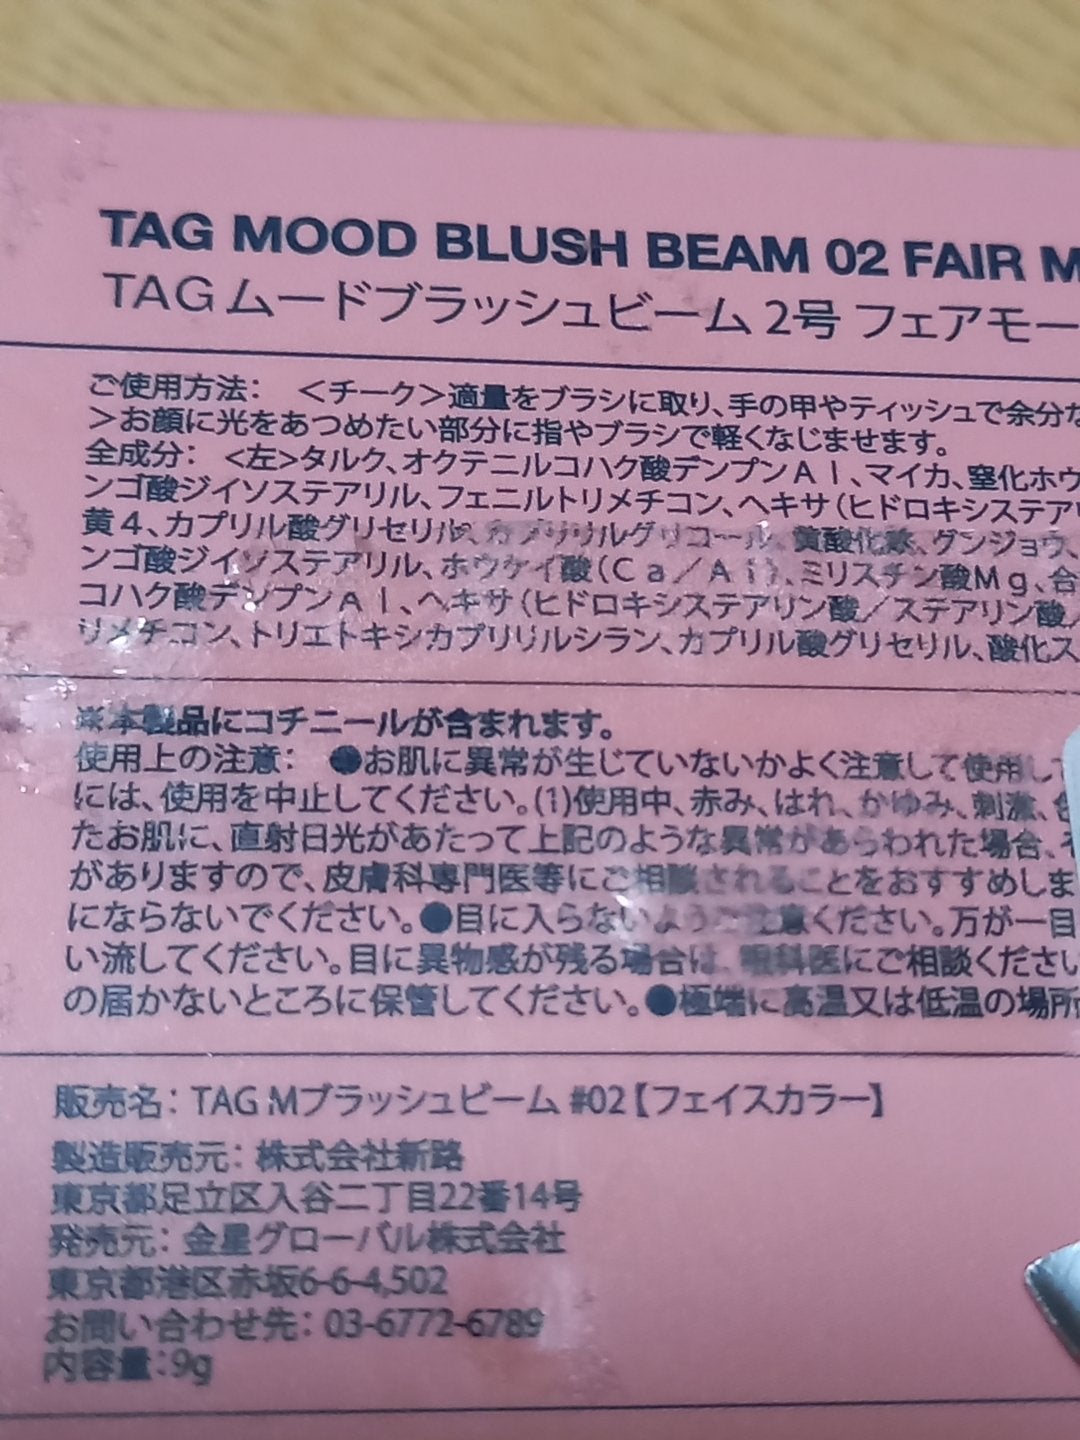 TAG MOOD BLUSH BEAM 02 FAIR M
TAGムードブラッシュビーム 2号 フェアモー
ご使用方法： ＜チーク＞適量をブラシに取り、手の甲やティッシュで余分な
＞お顔に光をあつめたい部分に指やブラシで軽くなじませます。
全成分： ＜左＞タルク、オクテニルコハク酸デンプンＡｌ、マイカ、窒化ホウ
ンゴ酸ジイソステアリル、フェニルトリメチコン、ヘキサ（ヒドロキシステアリ
黄４、カプリル酸グリセリル、カプリリルグリコール、黄酸化鉄、グンジョウ、
ンゴ酸ジイソステアリル、ホウケイ酸（Ｃａ／Ａｌ）、ミリスチン酸Ｍｇ、合
コハク酸デンプンＡｌ、ヘキサ（ヒドロキシステアリン酸／ステアリン酸／
リメチコン、トリエトキシカプリリルシラン、カプリル酸グリセリル、酸化ス
※本製品にコチニールが含まれます。
使用上の注意： ●お肌に異常が生じていないかよく注意して使用して
には、使用を中止してください。(1)使用中、赤み、はれ、かゆみ、刺激、色
たお肌に、直射日光があたって上記のような異常があらわれた場合、そ
がありますので、皮膚科専門医等にご相談されることをおすすめしま
にならないでください。●目に入らないようご注意ください。万が一目
い流してください。目に異物感が残る場合は、眼科医にご相談ください
の届かないところに保管してください。●極端に高温又は低温の場所
販売名： TAG Mブラッシュビーム #02【フェイスカラー】
製造販売元： 株式会社新路
東京都足立区入谷二丁目22番14号
発売元： 金星グローバル株式会社
東京都港区赤坂6-6-4,502
お問い合わせ先： 03-6772-6789
内容量：9g